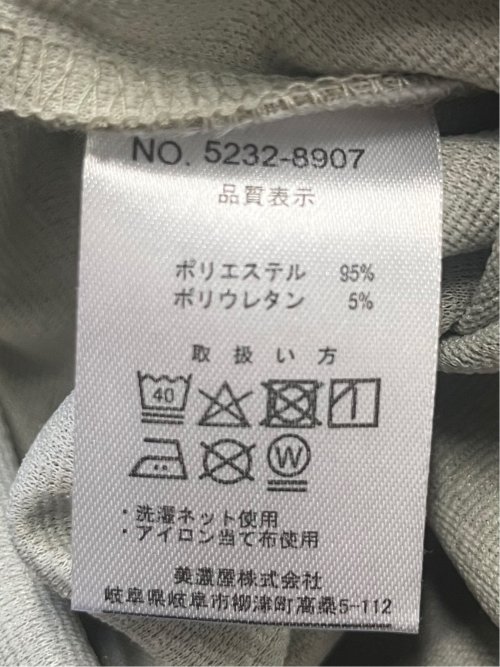 NO. 5232-8907
品質表示
ポリエステル 95%
ポリウレタン 5%
取扱い方
40
W
・洗濯ネット使用
・アイロン当て布使用
美濃屋株式会社
岐阜県岐阜市柳津町高桑5-112